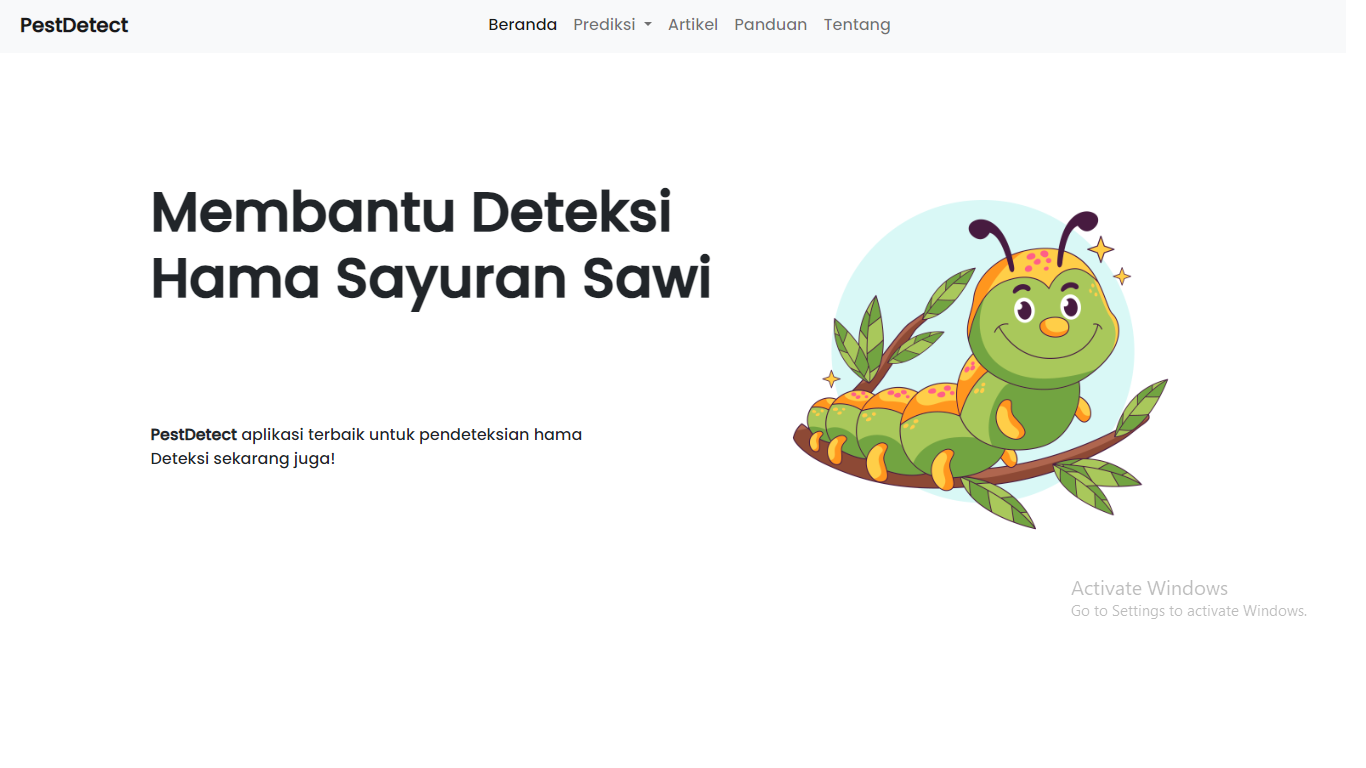 PestDetect
Beranda
Prediksi
Artikel
Panduan
Tentang
Membantu Deteksi
Hama Sayuran Sawi
PestDetect aplikasi terbaik untuk pendeteksian hama
Deteksi sekarang juga!
Activate Windows
Go to Settings to activate Windows.